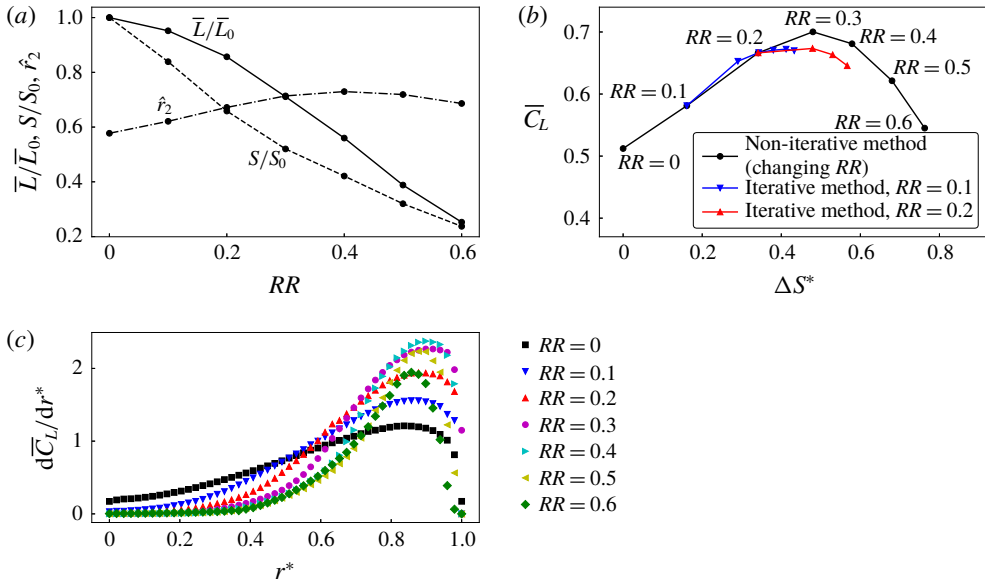 (a)
1.0
0.8
0.6
0.4
0.2
L̅/L̅₀, S/S₀, r̂₂
L̅/L̅₀
r̂₂
S/S₀
0 0.2 0.4 0.6
RR
(b)
0.7
0.6
0.5
0.4
C̅_L
RR = 0.3
RR = 0.2
RR = 0.4
RR = 0.1
RR = 0.5
RR = 0.6
RR = 0
Non-iterative method
(changing RR)
Iterative method, RR = 0.1
Iterative method, RR = 0.2
0 0.2 0.4 0.6 0.8
ΔS*
(c)
2
1
0
dC̅_L/dr*
0 0.2 0.4 0.6 0.8 1.0
r*
RR = 0
RR = 0.1
RR = 0.2
RR = 0.3
RR = 0.4
RR = 0.5
RR = 0.6